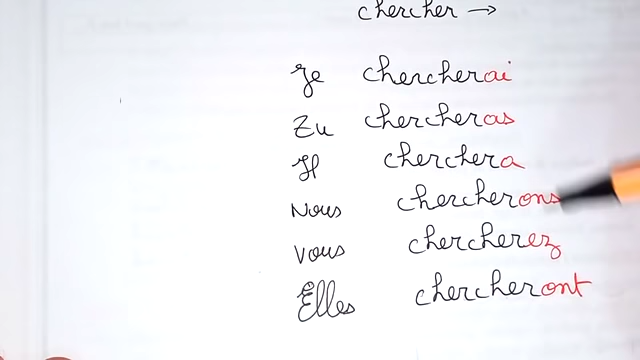 chercher →
Je chercherai
Tu chercheras
Il cherchera
Nous chercherons
Vous chercherez
Elles chercheront